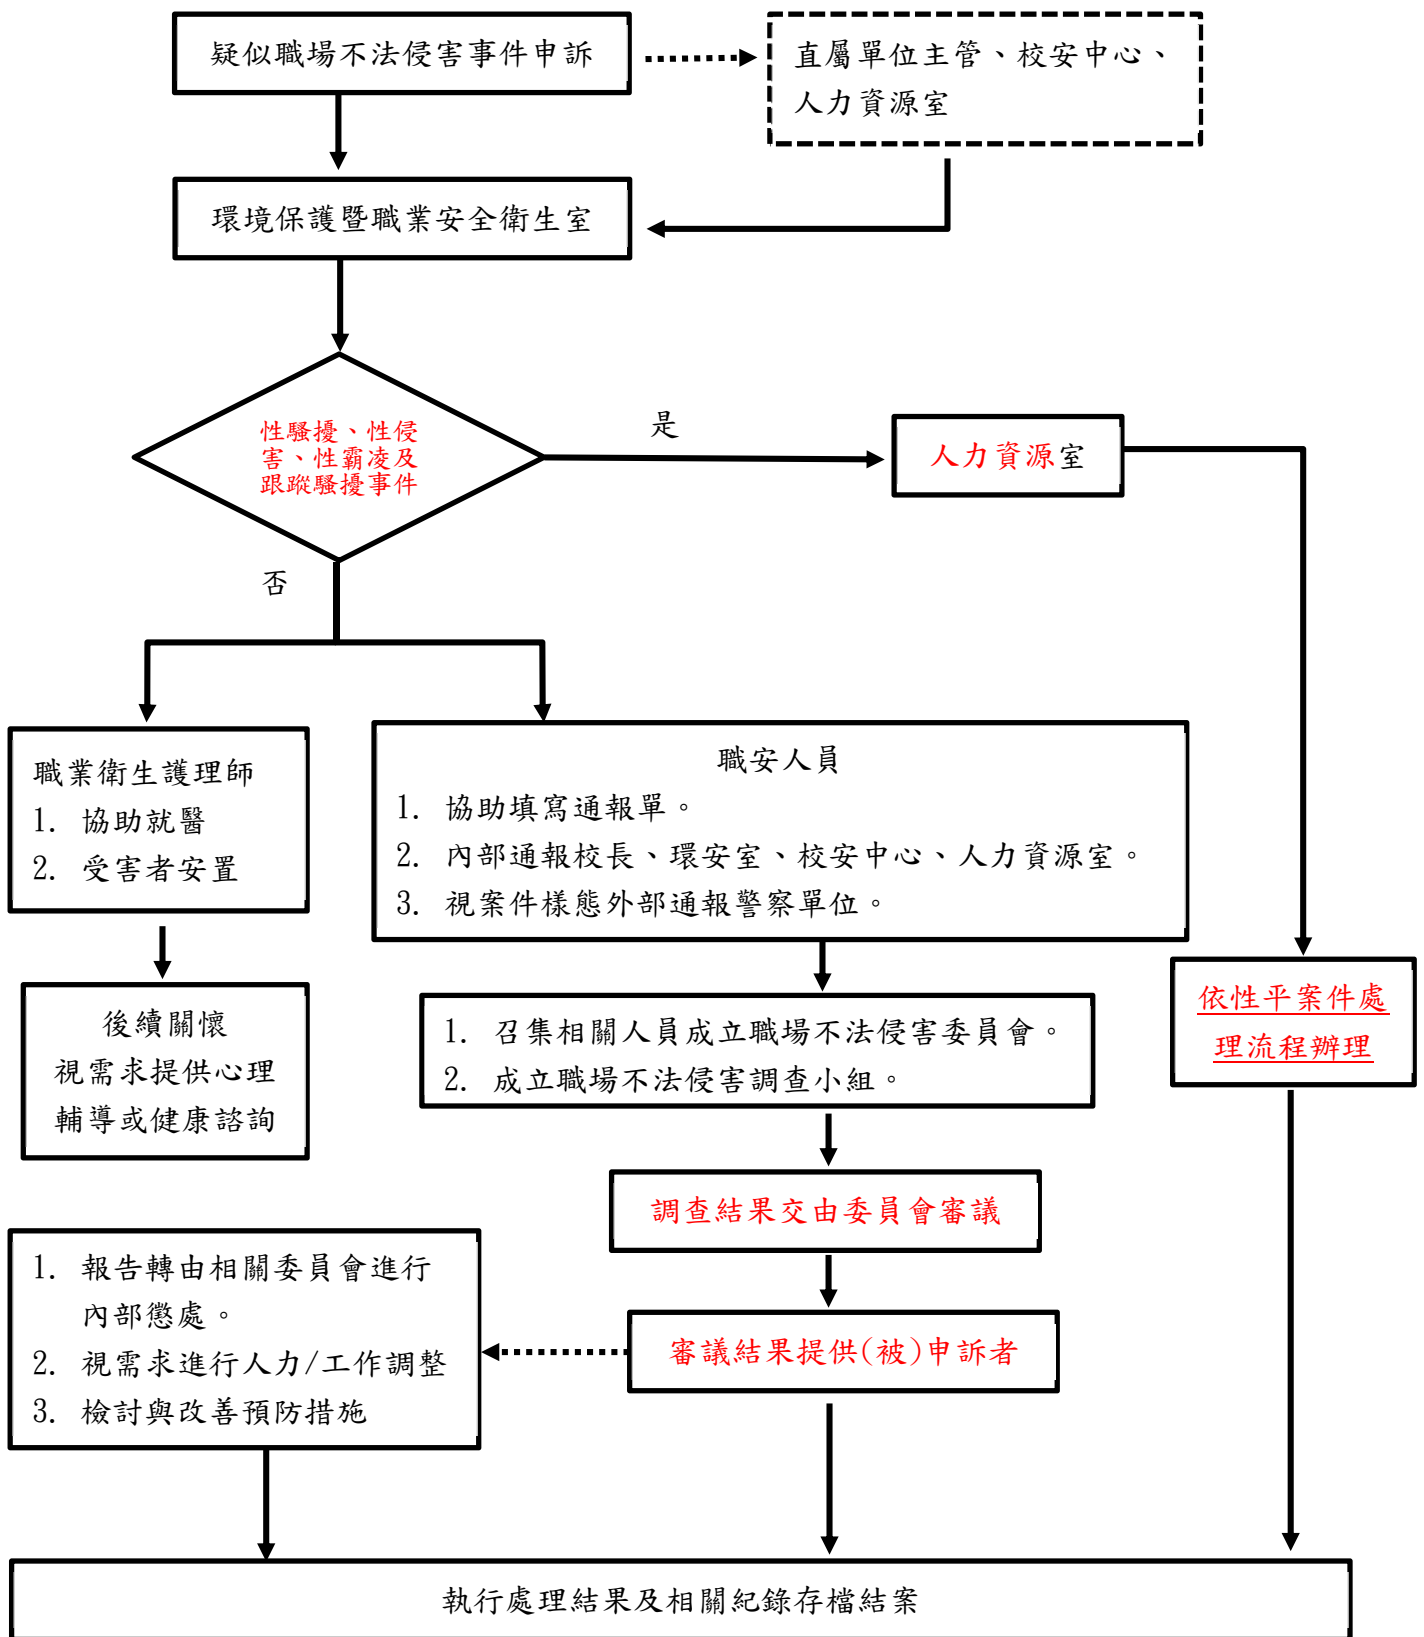 疑似職場不法侵害事件申訴
直屬單位主管、校安中心、
人力資源室
環境保護暨職業安全衛生室
性騷擾、性侵
害、性霸凌及
跟蹤騷擾事件
是
人力資源室
否
職業衛生護理師
1. 協助就醫
2. 受害者安置
職安人員
1. 協助填寫通報單。
2. 內部通報校長、環安室、校安中心、人力資源室。
3. 視案件樣態外部通報警察單位。
後續關懷
視需求提供心理
輔導或健康諮詢
1. 召集相關人員成立職場不法侵害委員會。
2. 成立職場不法侵害調查小組。
依性平案件處
理流程辦理
調查結果交由委員會審議
1. 報告轉由相關委員會進行
內部懲處。
2. 視需求進行人力/工作調整
3. 檢討與改善預防措施
審議結果提供(被)申訴者
執行處理結果及相關紀錄存檔結案